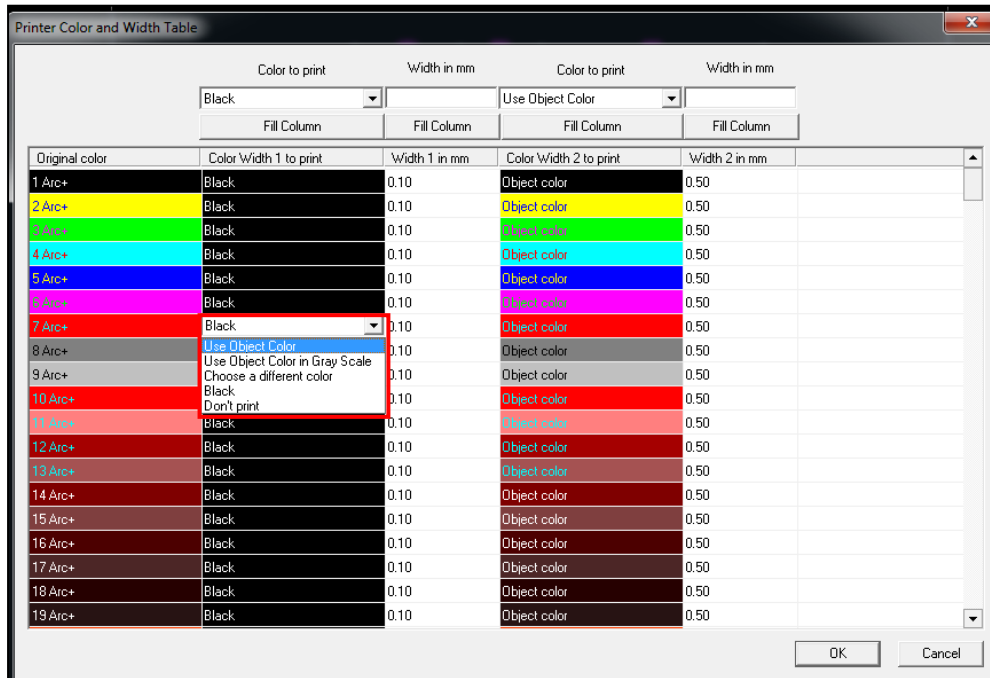 Printer Color and Width Table
Color to print Width in mm Color to print Width in mm
Black Use Object Color
Fill Column Fill Column Fill Column Fill Column
Original color Color Width 1 to print Width 1 in mm Color Width 2 to print Width 2 in mm
1 Arc+ Black 0.10 Object color 0.50
2 Arc+ Black 0.10 Object color 0.50
3 Arc+ Black 0.10 Object color 0.50
4 Arc+ Black 0.10 Object color 0.50
5 Arc+ Black 0.10 Object color 0.50
6 Arc+ Black 0.10 Object color 0.50
7 Arc+ Black 0.10 Object color 0.50
Use Object Color
8 Arc+ 0.10 Object color 0.50
Use Object Color in Gray Scale
9 Arc+ Choose a different color 0.10 Object color 0.50
Black
10 Arc+ 0.10 Object color 0.50
Don't print
11 Arc+ Black 0.10 Object color 0.50
12 Arc+ Black 0.10 Object color 0.50
13 Arc+ Black 0.10 Object color 0.50
14 Arc+ Black 0.10 Object color 0.50
15 Arc+ Black 0.10 Object color 0.50
16 Arc+ Black 0.10 Object color 0.50
17 Arc+ Black 0.10 Object color 0.50
18 Arc+ Black 0.10 Object color 0.50
19 Arc+ Black 0.10 Object color 0.50
OK Cancel